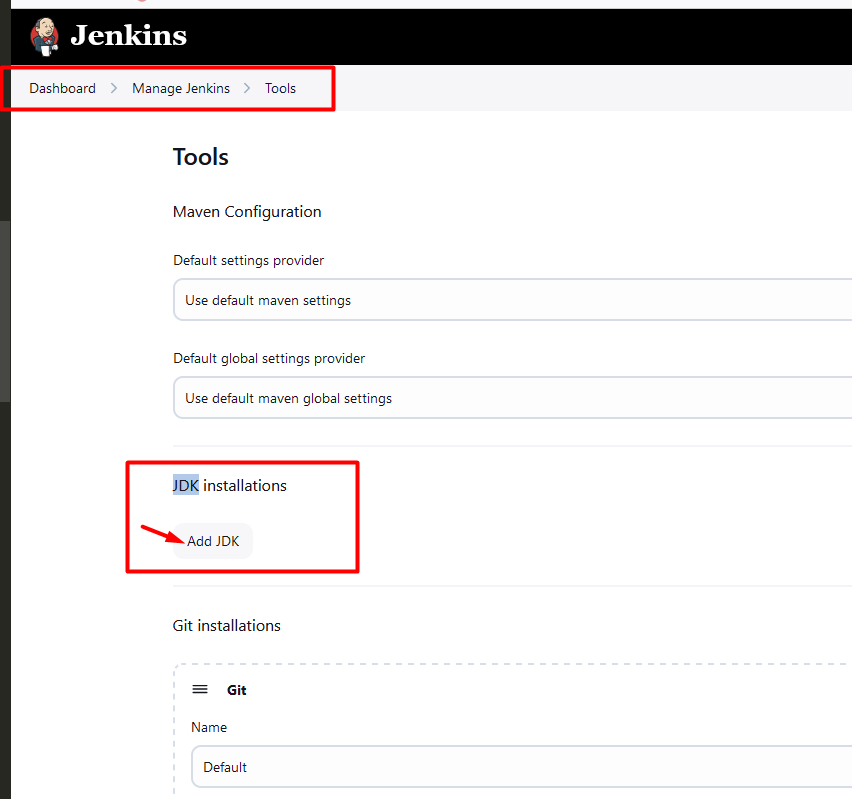 Jenkins
Dashboard > Manage Jenkins > Tools
Tools
Maven Configuration
Default settings provider
Use default maven settings
Default global settings provider
Use default maven global settings
JDK installations
Add JDK
Git installations
Git
Name
Default